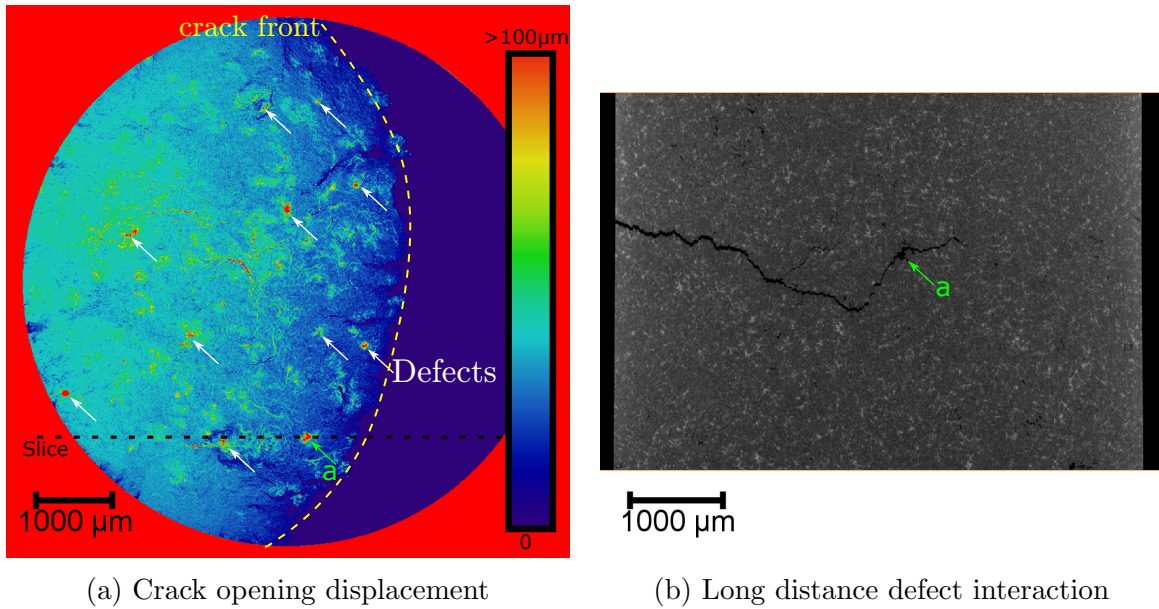 crack front
>100µm
Defects
Slice
a
1000 µm
0
a
1000 µm
(a) Crack opening displacement
(b) Long distance defect interaction